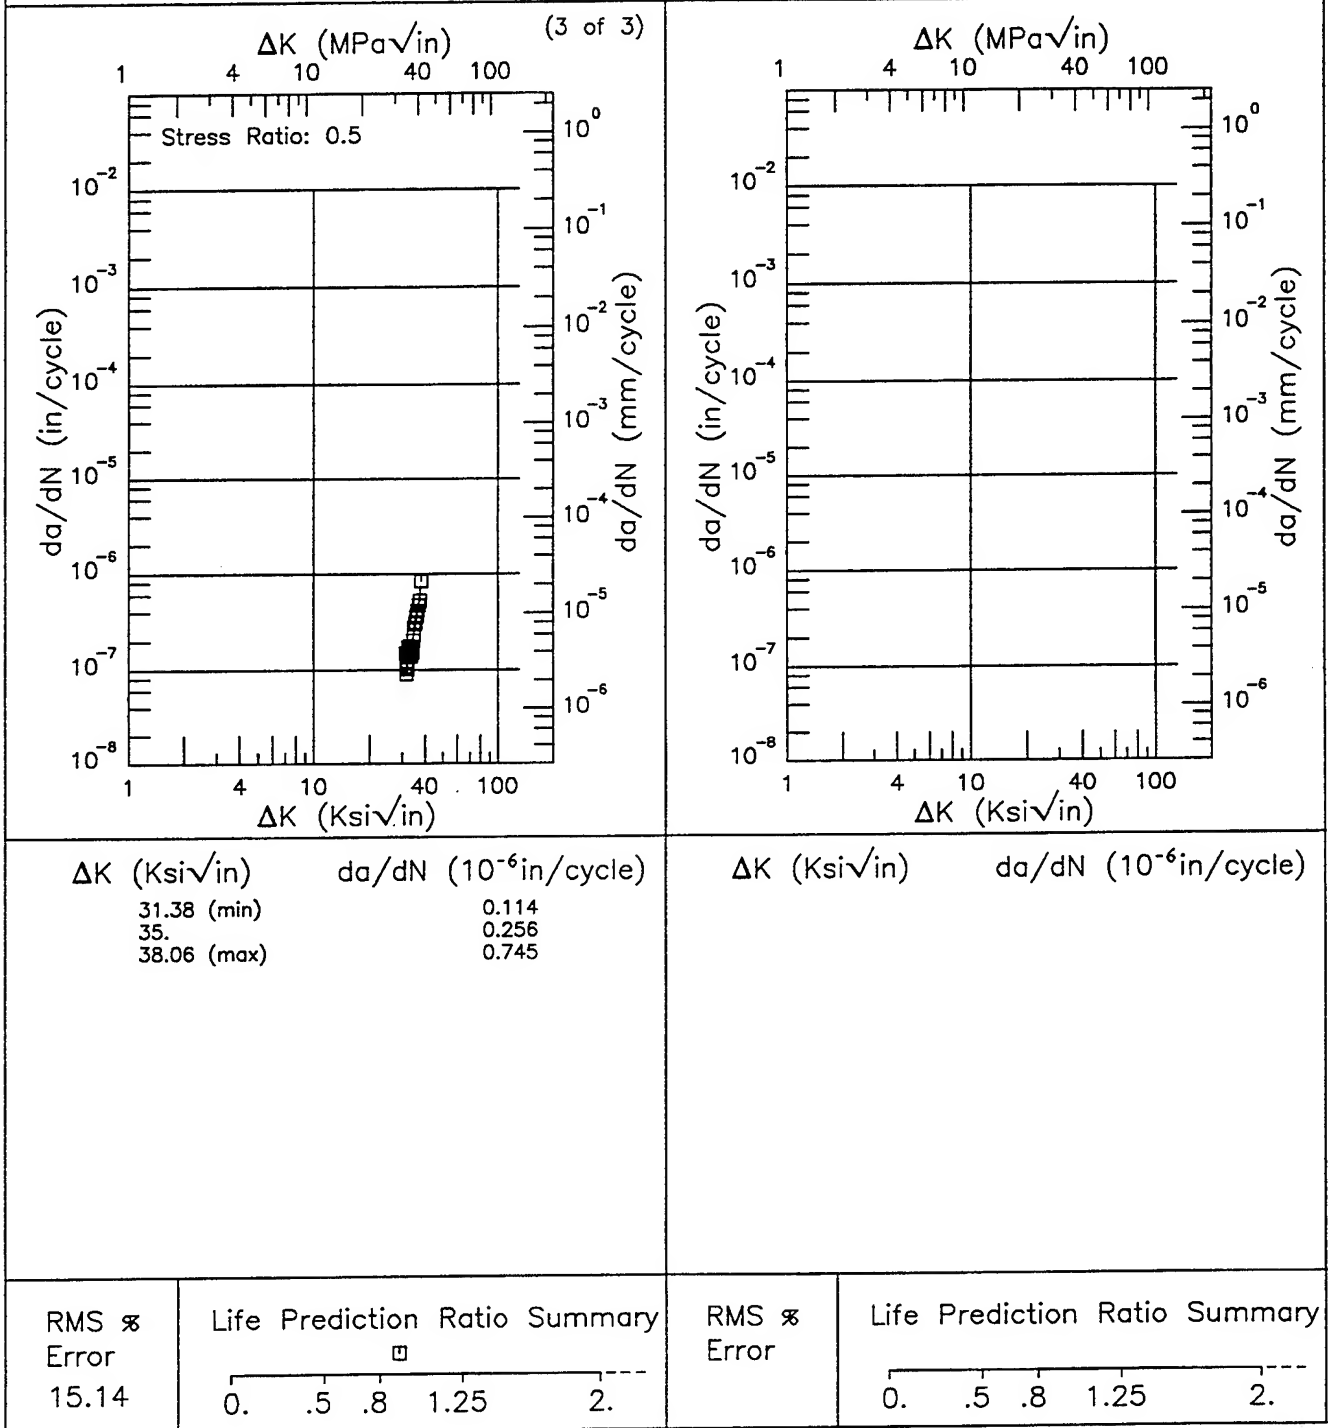 (3 of 3)
ΔK (MPa√in)
1 4 10 40 100
Stress Ratio: 0.5
10⁰
10⁻²
10⁻¹
10⁻³
10⁻²
10⁻⁴
10⁻³
10⁻⁵
10⁻⁴
10⁻⁶
10⁻⁵
10⁻⁷
10⁻⁶
10⁻⁸
da/dN (in/cycle)
da/dN (mm/cycle)
1 4 10 40 100
ΔK (Ksi√in)
ΔK (Ksi√in) da/dN (10⁻⁶in/cycle)
31.38 (min) 0.114
35. 0.256
38.06 (max) 0.745
RMS %
Error
15.14
Life Prediction Ratio Summary
0. .5 .8 1.25 2.
ΔK (MPa√in)
1 4 10 40 100
10⁰
10⁻²
10⁻¹
10⁻³
10⁻²
10⁻⁴
10⁻³
10⁻⁵
10⁻⁴
10⁻⁶
10⁻⁵
10⁻⁷
10⁻⁶
10⁻⁸
da/dN (in/cycle)
da/dN (mm/cycle)
1 4 10 40 100
ΔK (Ksi√in)
ΔK (Ksi√in) da/dN (10⁻⁶in/cycle)
RMS %
Error
Life Prediction Ratio Summary
0. .5 .8 1.25 2.